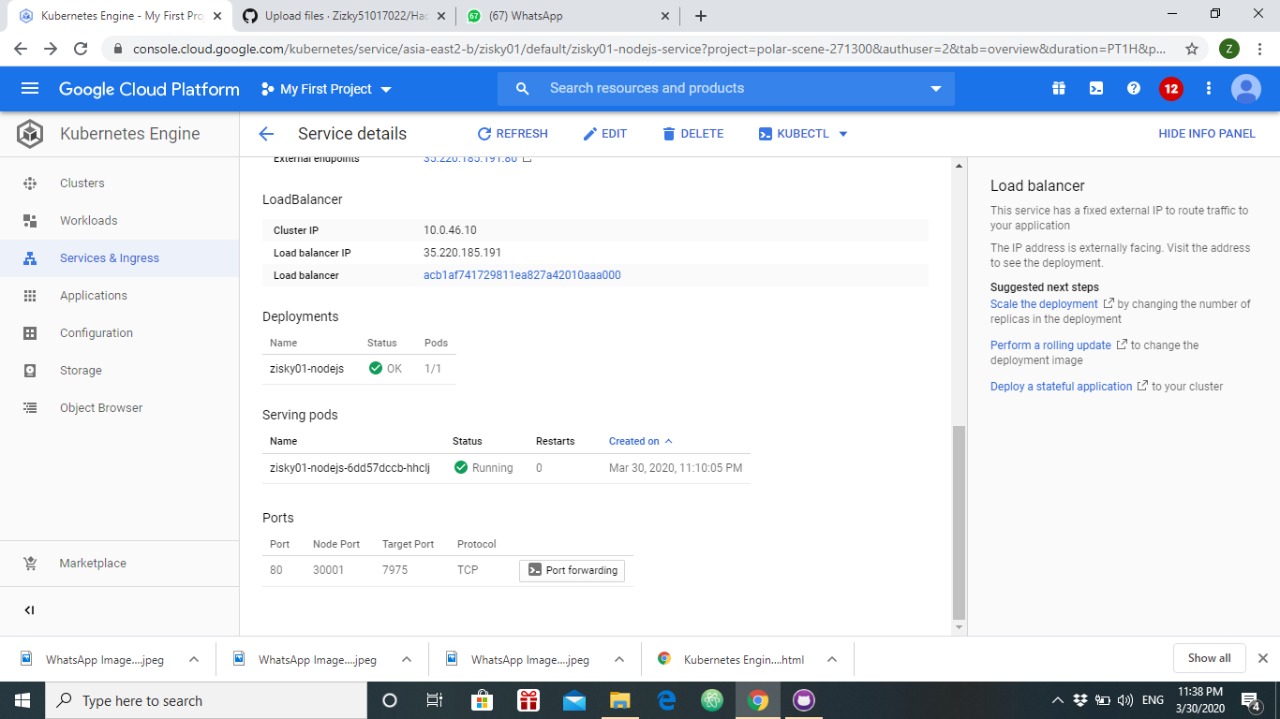 Kubernetes Engine - My First Pro
Upload files · Zizky51017022/Hac
(67) WhatsApp
console.cloud.google.com/kubernetes/service/asia-east2-b/zisky01/default/zisky01-nodejs-service?project=polar-scene-271300&authuser=2&tab=overview&duration=PT1H&p...
Z
Google Cloud Platform
My First Project
Search resources and products
12
Kubernetes Engine
Service details
REFRESH
EDIT
DELETE
KUBECTL
HIDE INFO PANEL
Clusters
Workloads
Services & Ingress
Applications
Configuration
Storage
Object Browser
Marketplace
External endpoints 35.220.185.191:80
LoadBalancer
Cluster IP 10.0.46.10
Load balancer IP 35.220.185.191
Load balancer acb1af741729811ea827a42010aaa000
Deployments
Name Status Pods
zisky01-nodejs OK 1/1
Serving pods
Name Status Restarts Created on
zisky01-nodejs-6dd57dccb-hhclj Running 0 Mar 30, 2020, 11:10:05 PM
Ports
Port Node Port Target Port Protocol
80 30001 7975 TCP Port forwarding
Load balancer
This service has a fixed external IP to route traffic to
your application
The IP address is externally facing. Visit the address
to see the deployment.
Suggested next steps
Scale the deployment by changing the number of
replicas in the deployment
Perform a rolling update to change the
deployment image
Deploy a stateful application to your cluster
WhatsApp Image....jpeg
WhatsApp Image....jpeg
WhatsApp Image....jpeg
Kubernetes Engin....html
Show all
Type here to search
ENG
11:38 PM
3/30/2020
4